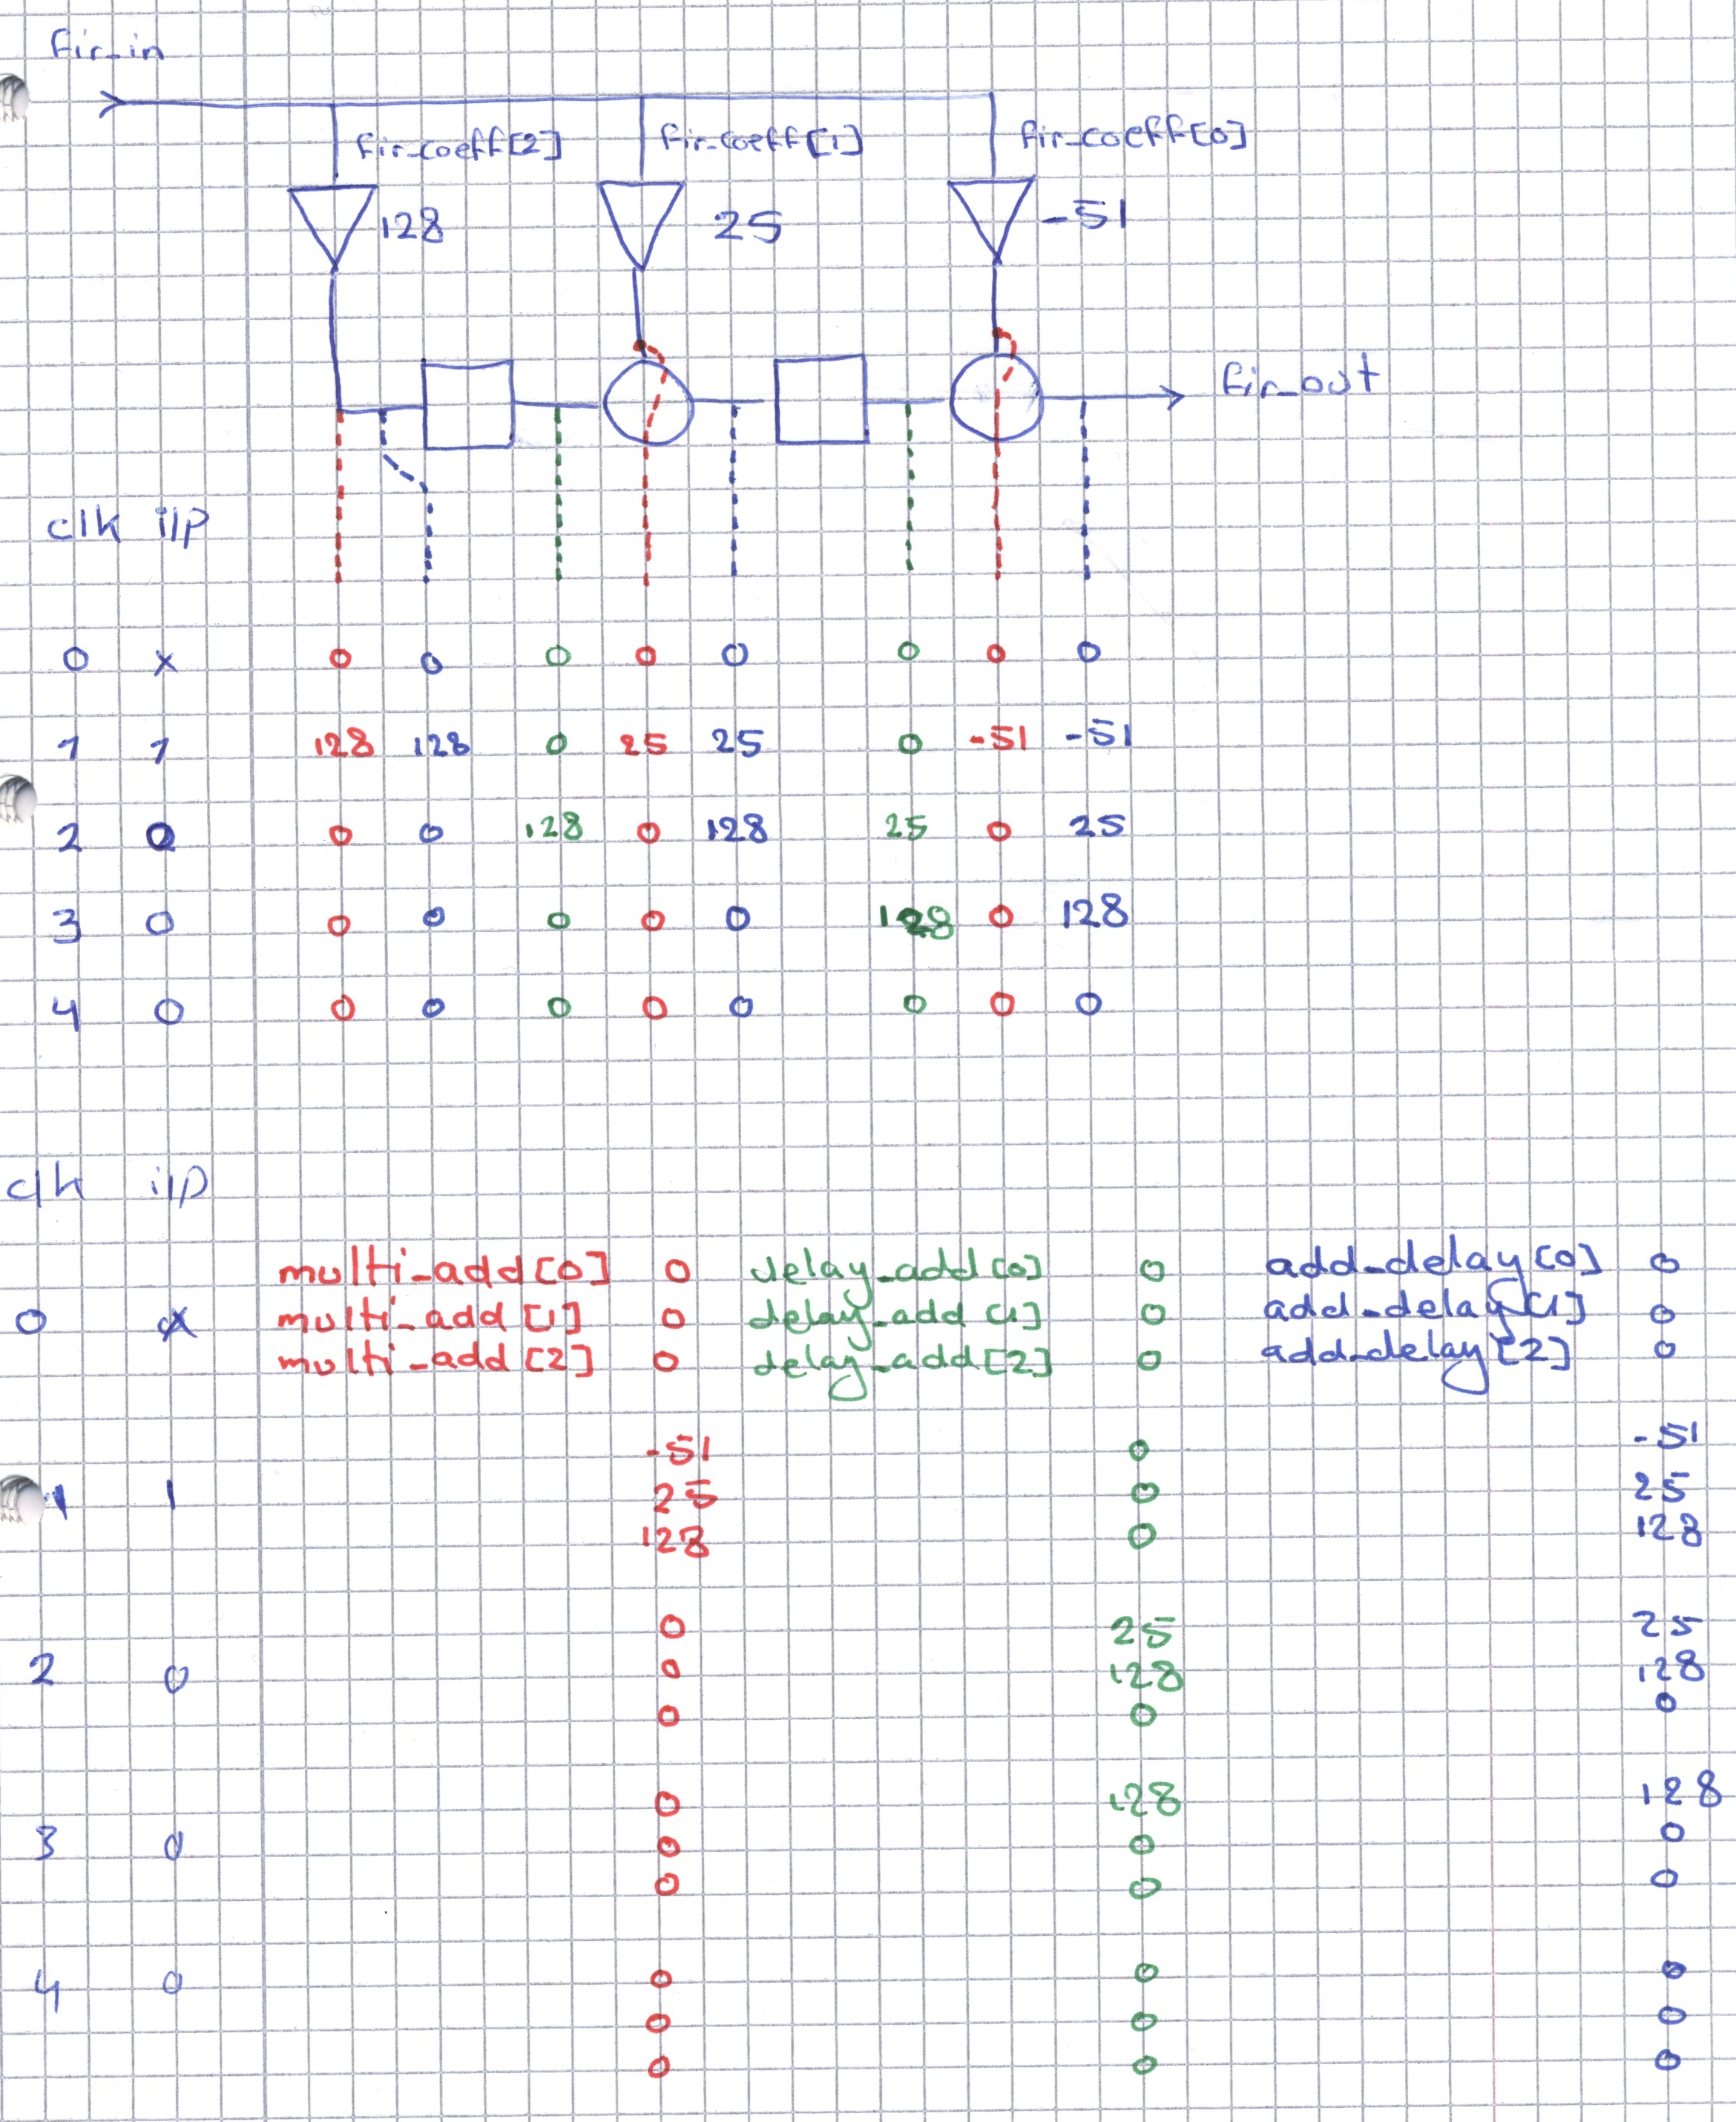 fir_in
fir_coeff[2] fir_coeff[1] fir_coeff[0]
128 25 -51
fir_out
clk i/p
0 x 0 0 0 0 0 0 0 0
1 1 128 128 0 25 25 0 -51 -51
2 0 0 0 128 0 128 25 0 25
3 0 0 0 0 0 0 128 0 128
4 0 0 0 0 0 0 0 0 0
clk i/p
multi_add[0] 0 delay_add[0] 0 add_delay[0] 0
0 x multi_add[1] 0 delay_add[1] 0 add_delay[1] 0
multi_add[2] 0 delay_add[2] 0 add_delay[2] 0
-51 0 -51
1 1 25 0 25
128 0 128
0 25 25
2 0 0 128 128
0 0 0
0 128 128
3 0 0 0 0
0 0 0
4 0 0 0 0
0 0 0
0 0 0